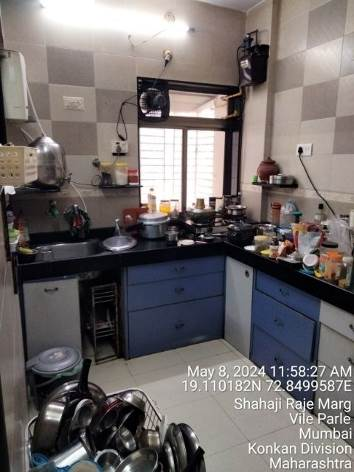 May 8, 2024 11:58:27 AM
19.110182N 72.8499587E
Shahaji Raje Marg
Vile Parle
Mumbai
Konkan Division
Maharashtra